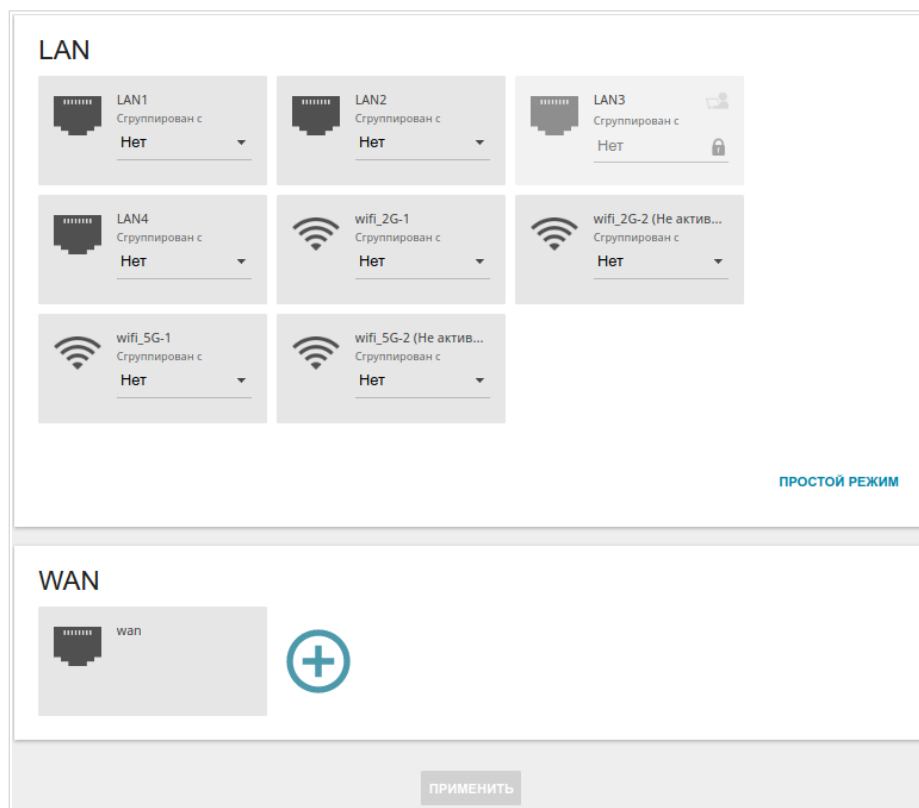 LAN
LAN1
Сгруппирован с
Нет
LAN2
Сгруппирован с
Нет
LAN3
Сгруппирован с
Нет
LAN4
Сгруппирован с
Нет
wifi_2G-1
Сгруппирован с
Нет
wifi_2G-2 (Не актив...
Сгруппирован с
Нет
wifi_5G-1
Сгруппирован с
Нет
wifi_5G-2 (Не актив...
Сгруппирован с
Нет
ПРОСТОЙ РЕЖИМ
WAN
wan
ПРИМЕНИТЬ